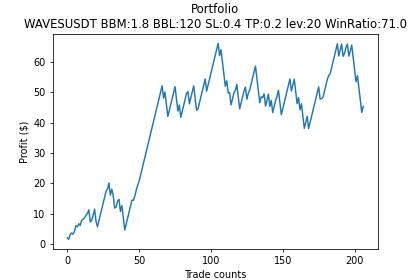 Portfolio
WAVESUSDT BBM:1.8 BBL:120 SL:0.4 TP:0.2 lev:20 WinRatio:71.0
60
50
40
30
20
10
0
Profit ($)
0 50 100 150 200
Trade counts